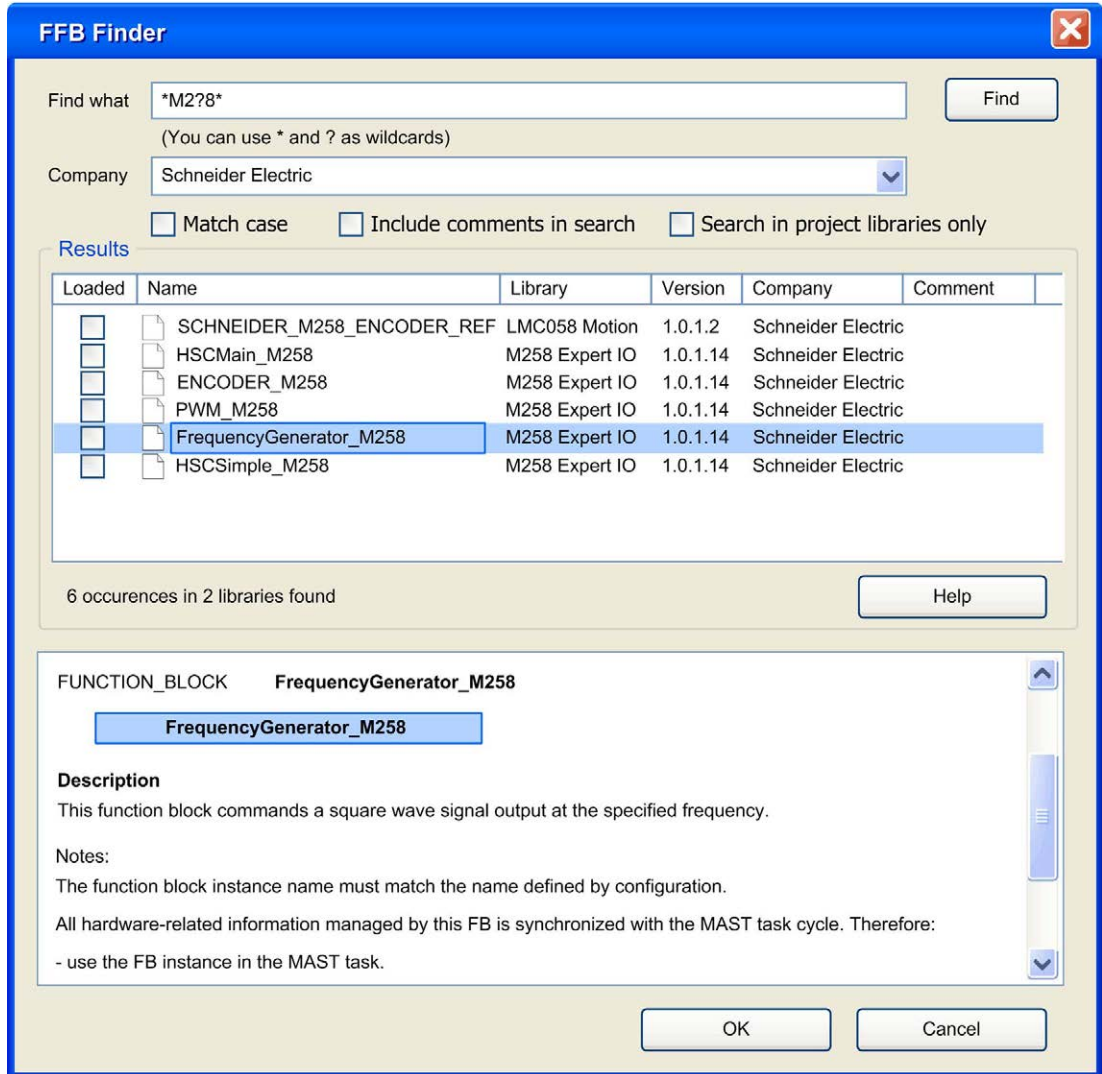 FFB Finder
Find what *M2?8* Find
(You can use * and ? as wildcards)
Company Schneider Electric
Match case Include comments in search Search in project libraries only
Results
Loaded Name Library Version Company Comment
SCHNEIDER_M258_ENCODER_REF LMC058 Motion 1.0.1.2 Schneider Electric
HSCMain_M258 M258 Expert IO 1.0.1.14 Schneider Electric
ENCODER_M258 M258 Expert IO 1.0.1.14 Schneider Electric
PWM_M258 M258 Expert IO 1.0.1.14 Schneider Electric
FrequencyGenerator_M258 M258 Expert IO 1.0.1.14 Schneider Electric
HSCSimple_M258 M258 Expert IO 1.0.1.14 Schneider Electric
6 occurences in 2 libraries found Help
FUNCTION_BLOCK FrequencyGenerator_M258
FrequencyGenerator_M258
Description
This function block commands a square wave signal output at the specified frequency.
Notes:
The function block instance name must match the name defined by configuration.
All hardware-related information managed by this FB is synchronized with the MAST task cycle. Therefore:
- use the FB instance in the MAST task.
OK Cancel